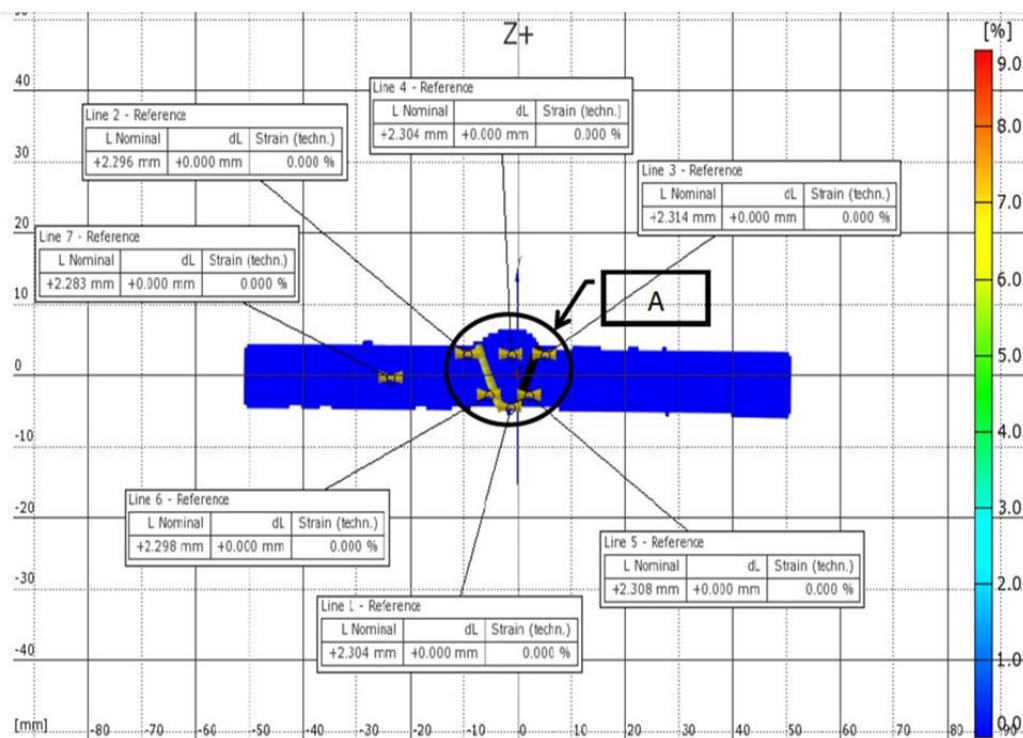 Z+
[%]
9.0
8.0
7.0
6.0
5.0
4.0
3.0
2.0
1.0
0.0
40
30
20
10
0
-10
-20
-30
-40
[mm]
-80 -70 -60 -50 -40 -30 -20 -10 0 10 20 30 40 50 60 70 80 90
Line 4 - Reference
L Nominal dL Strain (techn.)
+2.304 mm +0.000 mm 0.000 %
Line 2 - Reference
L Nominal dL Strain (techn.)
+2.296 mm +0.000 mm 0.000 %
Line 3 - Reference
L Nominal dL Strain (techn.)
+2.314 mm +0.000 mm 0.000 %
Line 7 - Reference
L Nominal dL Strain (techn.)
+2.283 mm +0.000 mm 0.000 %
A
Line 6 - Reference
L Nominal dL Strain (techn.)
+2.298 mm +0.000 mm 0.000 %
Line 5 - Reference
L Nominal dL Strain (techn.)
+2.308 mm +0.000 mm 0.000 %
Line 1 - Reference
L Nominal dL Strain (techn.)
+2.304 mm +0.000 mm 0.000 %